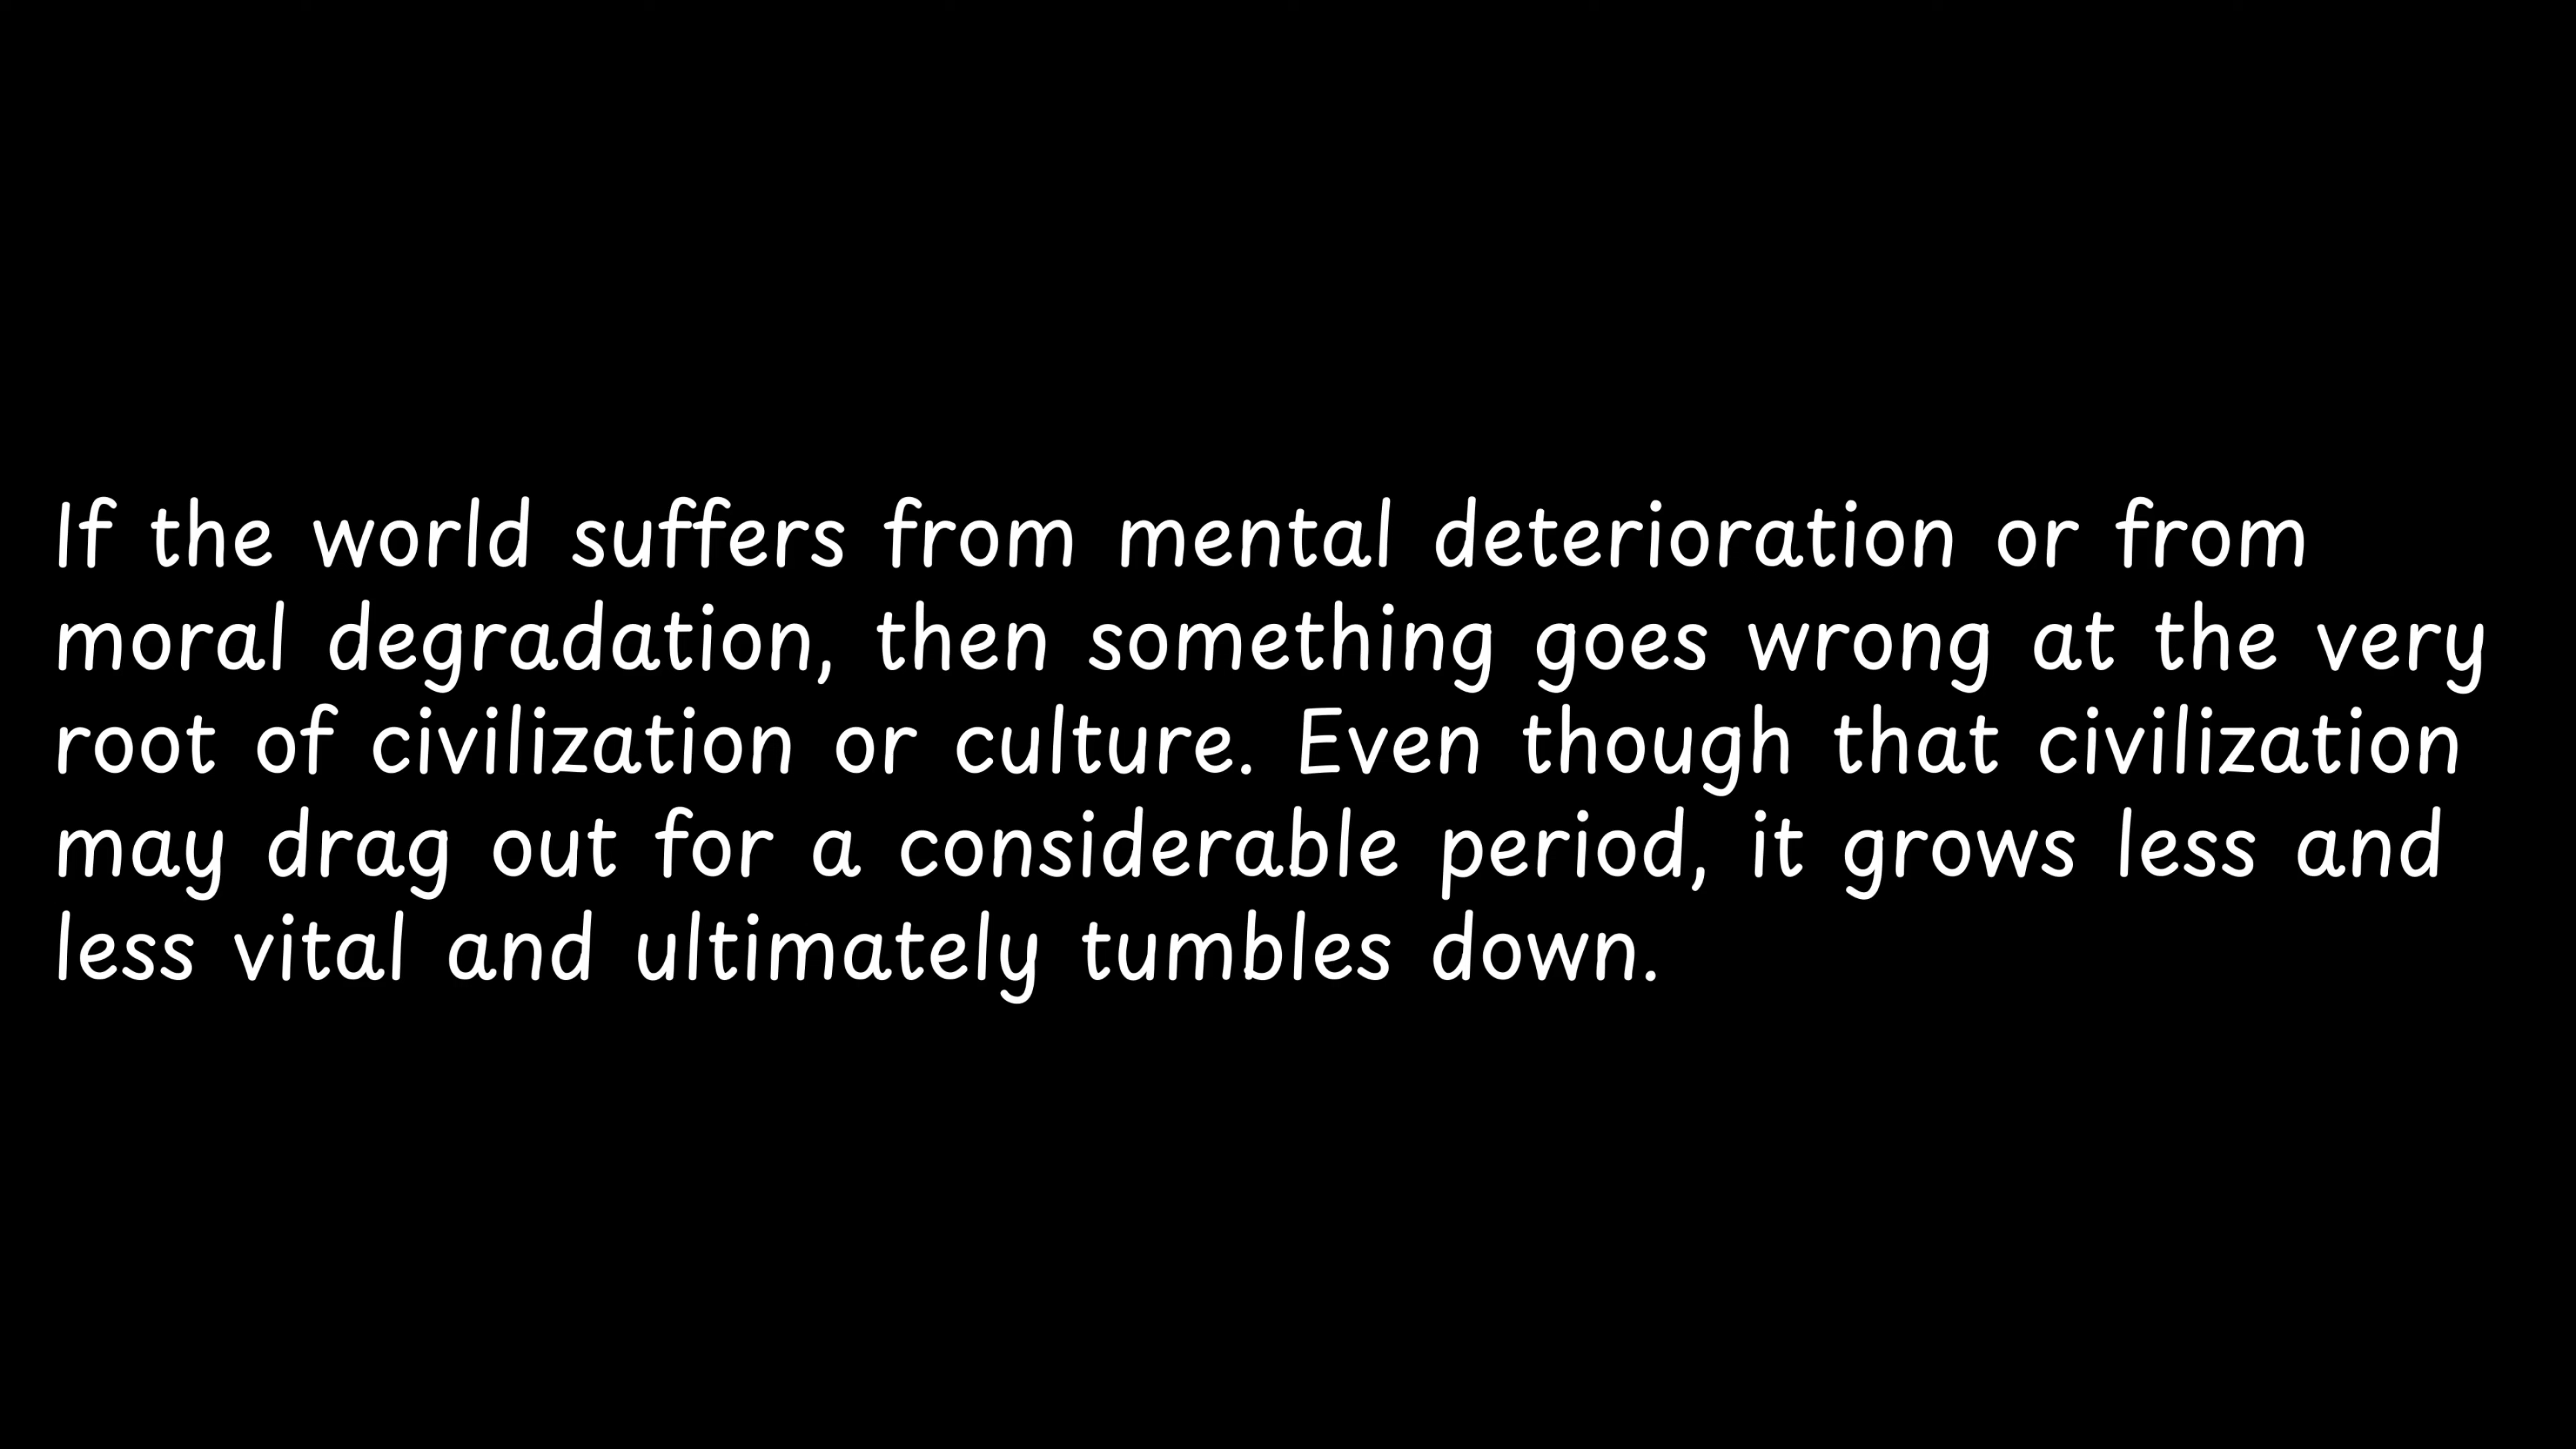 If the world suffers from mental deterioration or from
moral degradation, then something goes wrong at the very
root of civilization or culture. Even though that civilization
may drag out for a considerable period, it grows less and
less vital and ultimately tumbles down.